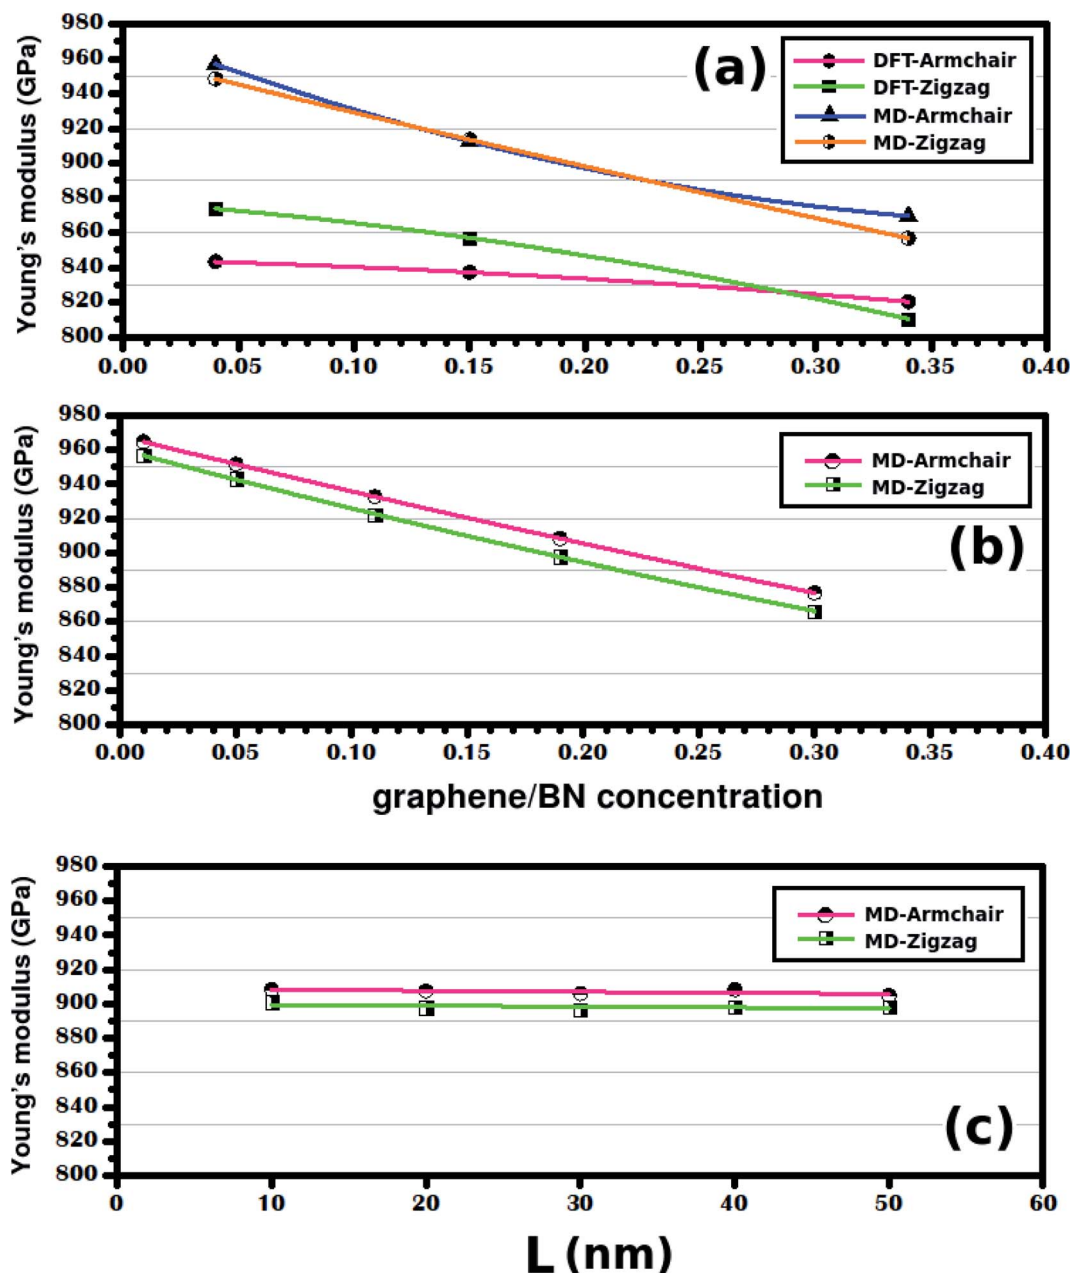 980
960
940
920
900
880
860
840
820
800
Young's modulus (GPa)
(a)
DFT-Armchair
DFT-Zigzag
MD-Armchair
MD-Zigzag
0.00 0.05 0.10 0.15 0.20 0.25 0.30 0.35 0.40
980
960
940
920
900
880
860
840
820
800
Young's modulus (GPa)
MD-Armchair
MD-Zigzag
(b)
0.00 0.05 0.10 0.15 0.20 0.25 0.30 0.35 0.40
graphene/BN concentration
980
960
940
920
900
860
840
820
800
Young's modulus (GPa)
MD-Armchair
MD-Zigzag
(c)
0 10 20 30 40 50 60
L (nm)